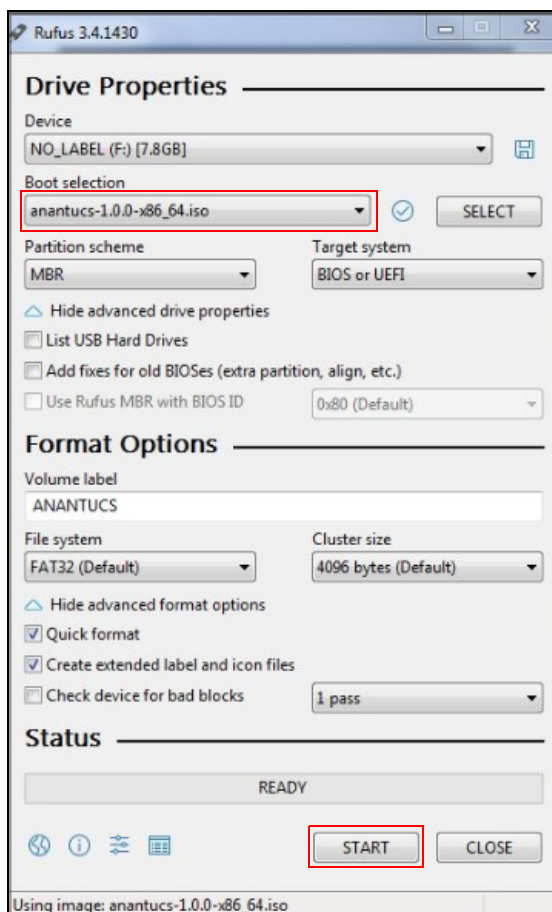 Rufus 3.4.1430
Drive Properties
Device
NO_LABEL (F:) [7.8GB]
Boot selection
anantucs-1.0.0-x86_64.iso
SELECT
Partition scheme Target system
MBR BIOS or UEFI
Hide advanced drive properties
List USB Hard Drives
Add fixes for old BIOSes (extra partition, align, etc.)
Use Rufus MBR with BIOS ID 0x80 (Default)
Format Options
Volume label
ANANTUCS
File system Cluster size
FAT32 (Default) 4096 bytes (Default)
Hide advanced format options
Quick format
Create extended label and icon files
Check device for bad blocks 1 pass
Status
READY
START CLOSE
Using image: anantucs-1.0.0-x86_64.iso